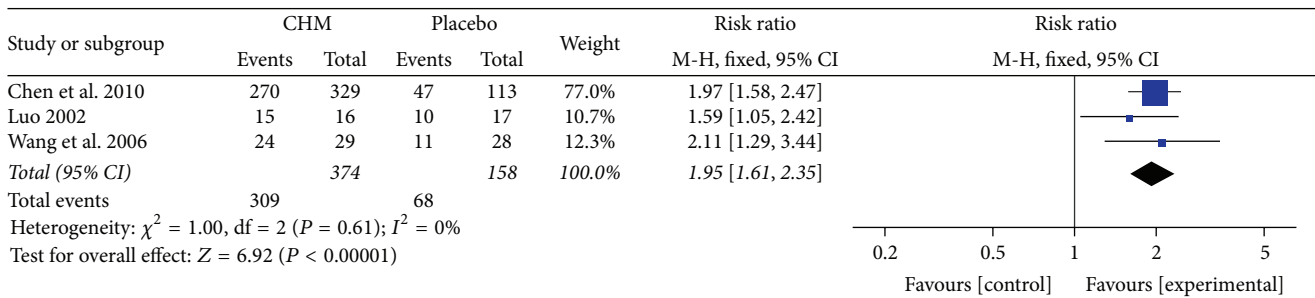 Study or subgroup CHM Placebo Weight Risk ratio Risk ratio
Events Total Events Total M-H, fixed, 95% CI M-H, fixed, 95% CI
Chen et al. 2010 270 329 47 113 77.0% 1.97 [1.58, 2.47]
Luo 2002 15 16 10 17 10.7% 1.59 [1.05, 2.42]
Wang et al. 2006 24 29 11 28 12.3% 2.11 [1.29, 3.44]
Total (95% CI) 374 158 100.0% 1.95 [1.61, 2.35]
Total events 309 68
Heterogeneity: χ² = 1.00, df = 2 (P = 0.61); I² = 0%
Test for overall effect: Z = 6.92 (P < 0.00001)
0.2 0.5 1 2 5
Favours [control] Favours [experimental]